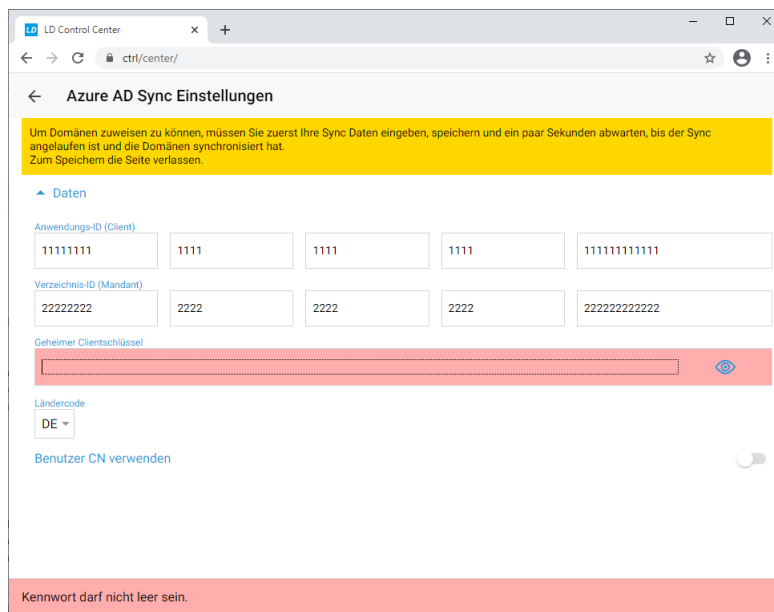 LD LD Control Center
ctrl/center/
Azure AD Sync Einstellungen
Um Domänen zuweisen zu können, müssen Sie zuerst Ihre Sync Daten eingeben, speichern und ein paar Sekunden abwarten, bis der Sync
angelaufen ist und die Domänen synchronisiert hat.
Zum Speichern die Seite verlassen.
Daten
Anwendungs-ID (Client)
11111111 1111 1111 1111 111111111111
Verzeichnis-ID (Mandant)
22222222 2222 2222 2222 222222222222
Geheimer Clientschlüssel
Ländercode
DE
Benutzer CN verwenden
Kennwort darf nicht leer sein.